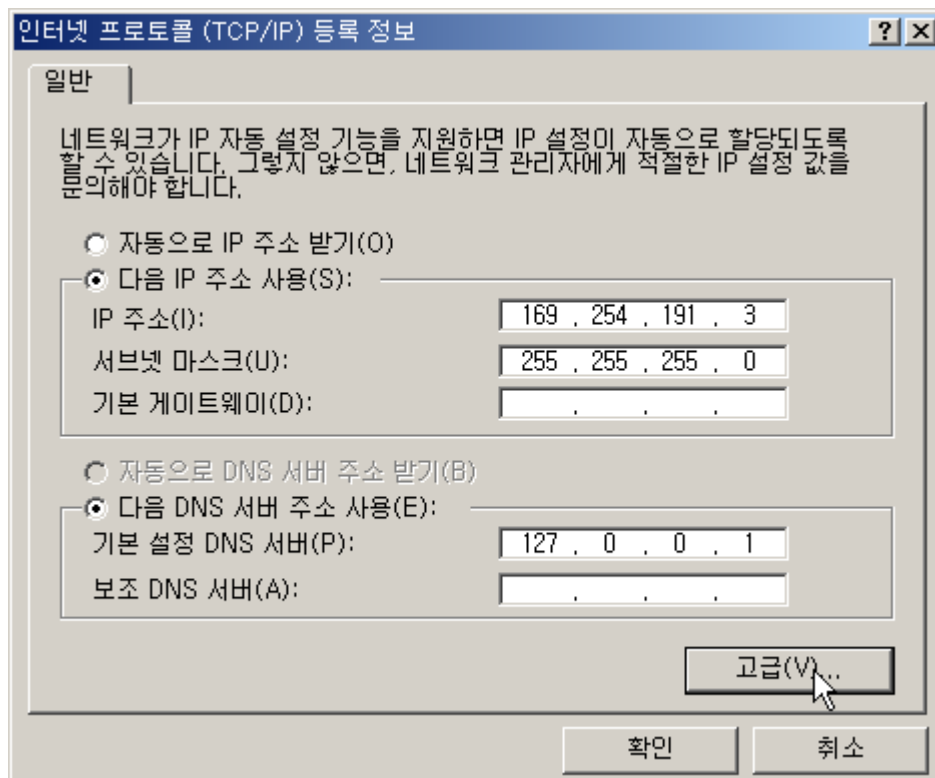 인터넷 프로토콜 (TCP/IP) 등록 정보
일반
네트워크가 IP 자동 설정 기능을 지원하면 IP 설정이 자동으로 할당되도록
할 수 있습니다. 그렇지 않으면, 네트워크 관리자에게 적절한 IP 설정 값을
문의해야 합니다.
자동으로 IP 주소 받기(O)
다음 IP 주소 사용(S):
IP 주소(I): 169 . 254 . 191 . 3
서브넷 마스크(U): 255 . 255 . 255 . 0
기본 게이트웨이(D): . . .
자동으로 DNS 서버 주소 받기(B)
다음 DNS 서버 주소 사용(E):
기본 설정 DNS 서버(P): 127 . 0 . 0 . 1
보조 DNS 서버(A): . . .
고급(V)...
확인 취소